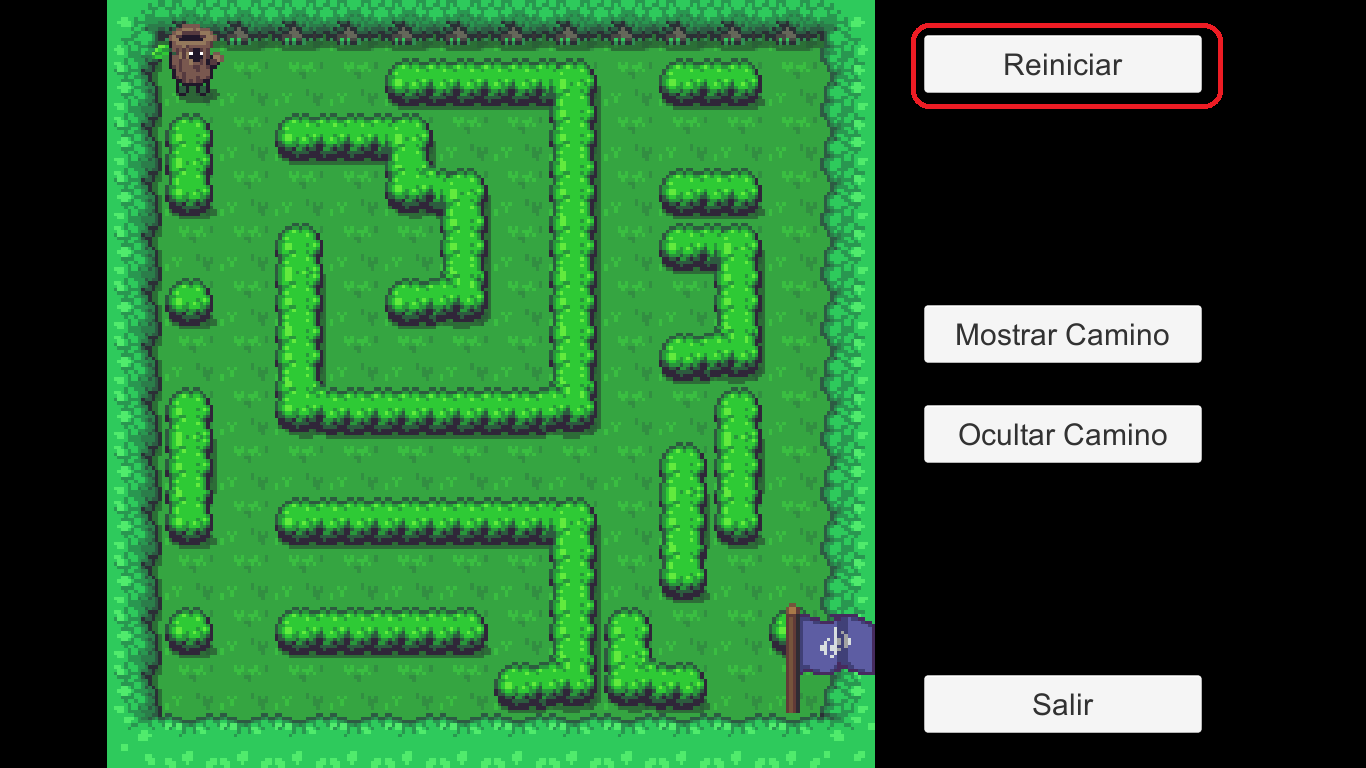 Reiniciar
Mostrar Camino
Ocultar Camino
Salir